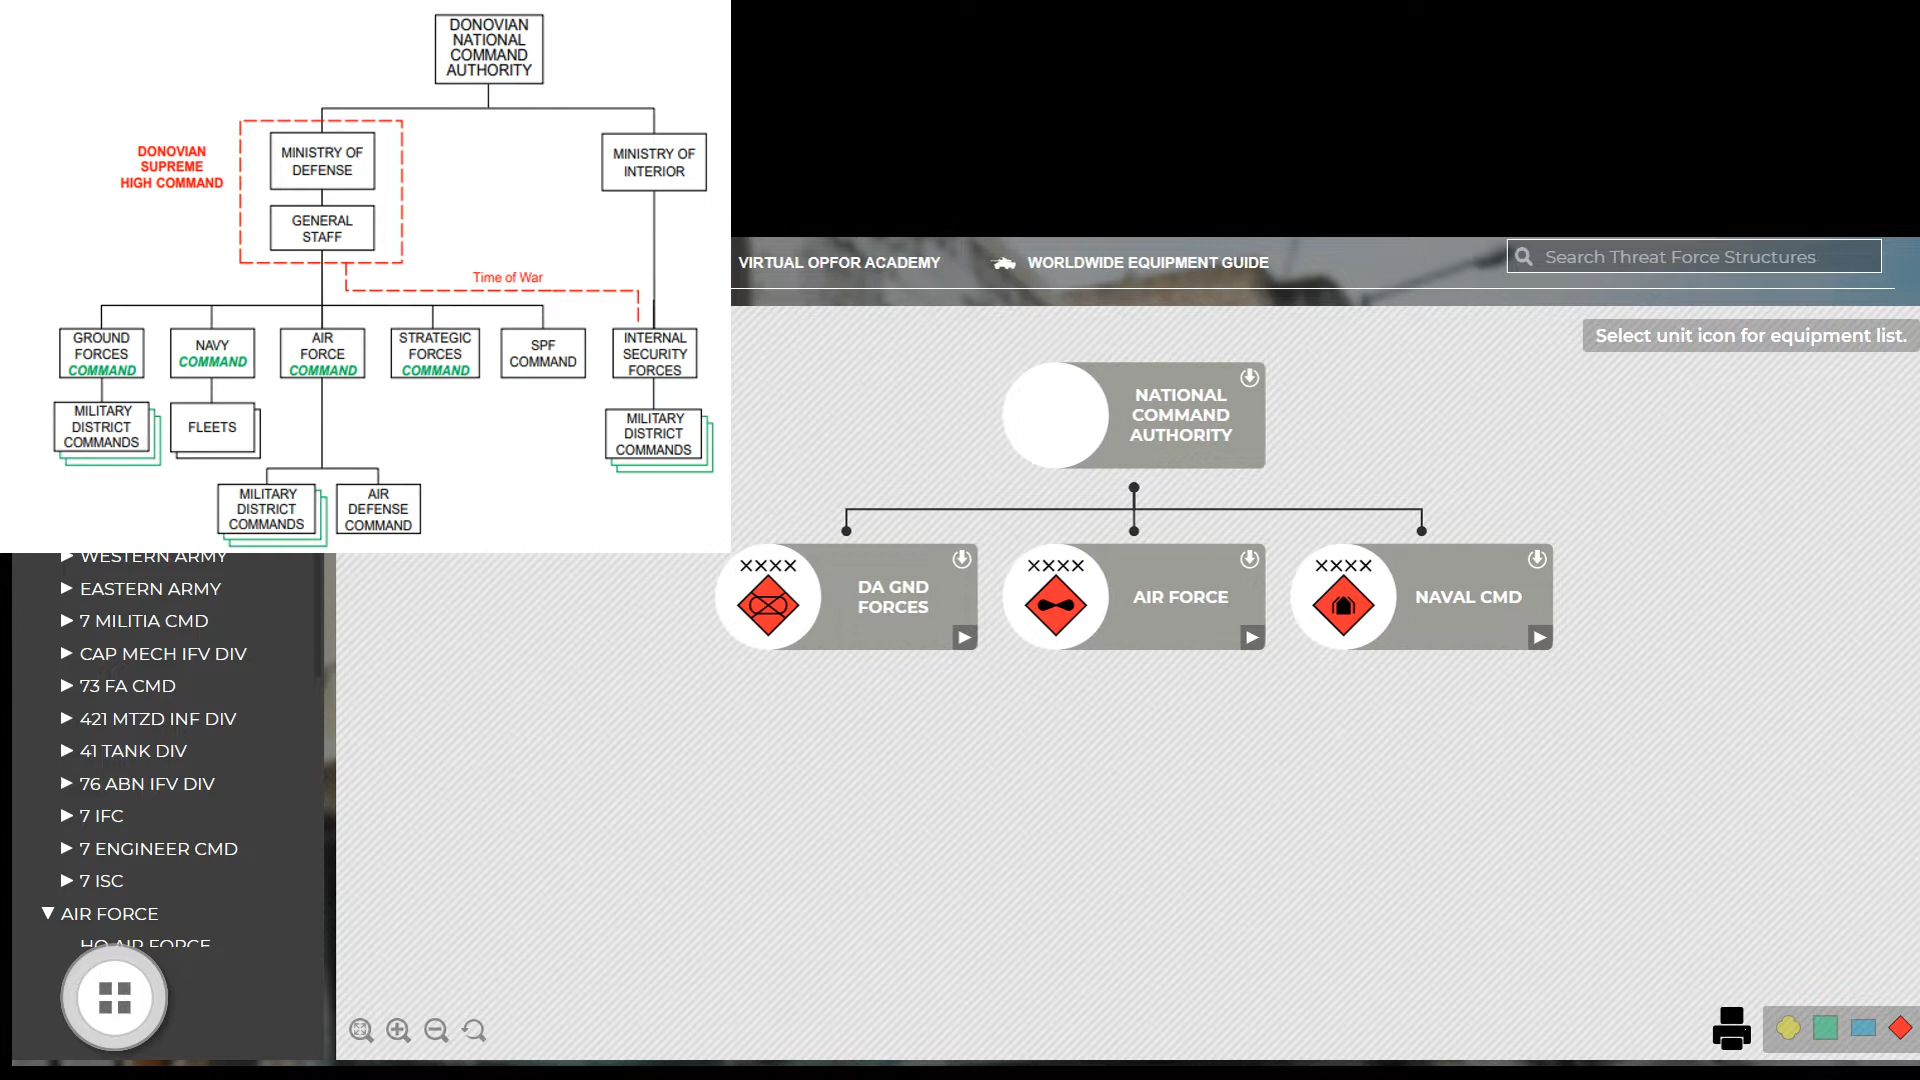 DONOVIAN
NATIONAL
COMMAND
AUTHORITY
DONOVIAN
SUPREME
HIGH COMMAND
MINISTRY OF
DEFENSE
MINISTRY OF
INTERIOR
GENERAL
STAFF
Time of War
GROUND
FORCES
COMMAND
NAVY
COMMAND
AIR
FORCE
COMMAND
STRATEGIC
FORCES
COMMAND
SPF
COMMAND
INTERNAL
SECURITY
FORCES
MILITARY
DISTRICT
COMMANDS
FLEETS
MILITARY
DISTRICT
COMMANDS
MILITARY
DISTRICT
COMMANDS
AIR
DEFENSE
COMMAND
VIRTUAL OPFOR ACADEMY
WORLDWIDE EQUIPMENT GUIDE
Search Threat Force Structures
Select unit icon for equipment list.
NATIONAL
COMMAND
AUTHORITY
XXXX
DA GND
FORCES
XXXX
AIR FORCE
XXXX
NAVAL CMD
WESTERN ARMY
EASTERN ARMY
7 MILITIA CMD
CAP MECH IFV DIV
73 FA CMD
421 MTZD INF DIV
41 TANK DIV
76 ABN IFV DIV
7 IFC
7 ENGINEER CMD
7 ISC
AIR FORCE
HQ AIR FORCE